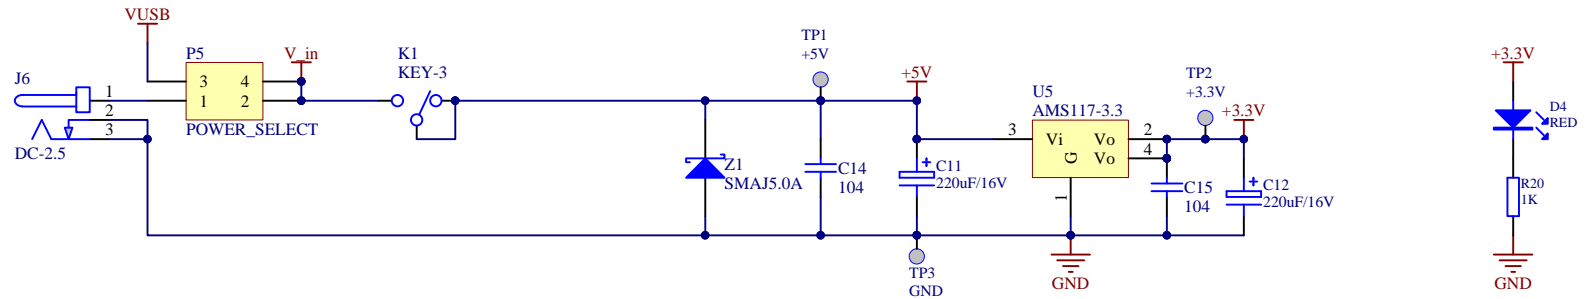 VUSB
J6
1
2
3
DC-2.5
P5
3
4
1
2
POWER_SELECT
V_in
K1
KEY-3
Z1
SMAJ5.0A
TP1
+5V
C14
104
+5V
C11
220uF/16V
TP3
GND
U5
AMS117-3.3
3
Vi
Vo
2
Vo
4
G
1
GND
TP2
+3.3V
+3.3V
C15
104
C12
220uF/16V
+3.3V
D4
RED
R20
1K
GND